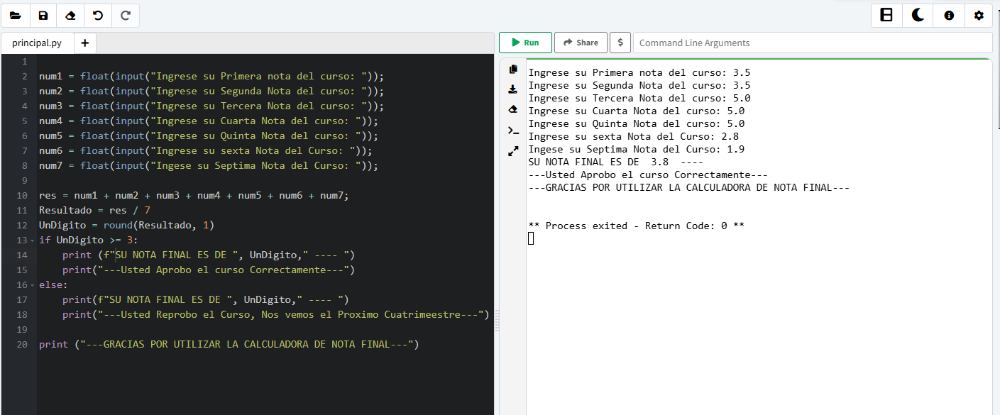 principal.py +
1
2 num1 = float(input("Ingrese su Primera nota del curso: "));
3 num2 = float(input("Ingrese su Segunda Nota del curso: "));
4 num3 = float(input("Ingrese su Tercera Nota del curso: "));
5 num4 = float(input("Ingrese su Cuarta Nota del curso: "));
6 num5 = float(input("Ingrese su Quinta Nota del curso: "));
7 num6 = float(input("Ingrese su sexta Nota del Curso: "));
8 num7 = float(input("Ingese su Septima Nota del Curso: "));
9
10 res = num1 + num2 + num3 + num4 + num5 + num6 + num7;
11 Resultado = res / 7
12 UnDigito = round(Resultado, 1)
13 if UnDigito >= 3:
14     print (f"SU NOTA FINAL ES DE ", UnDigito," ---- ")
15     print("---Usted Aprobo el curso Correctamente---")
16 else:
17     print(f"SU NOTA FINAL ES DE ", UnDigito," ---- ")
18     print("---Usted Reprobo el Curso, Nos vemos el Proximo Cuatrimeestre---")
19
20 print ("---GRACIAS POR UTILIZAR LA CALCULADORA DE NOTA FINAL---")
Run Share $ Command Line Arguments
Ingrese su Primera nota del curso: 3.5
Ingrese su Segunda Nota del curso: 3.5
Ingrese su Tercera Nota del curso: 5.0
Ingrese su Cuarta Nota del curso: 5.0
Ingrese su Quinta Nota del curso: 5.0
Ingrese su sexta Nota del Curso: 2.8
Ingese su Septima Nota del Curso: 1.9
SU NOTA FINAL ES DE  3.8  ----
---Usted Aprobo el curso Correctamente---
---GRACIAS POR UTILIZAR LA CALCULADORA DE NOTA FINAL---
** Process exited - Return Code: 0 **